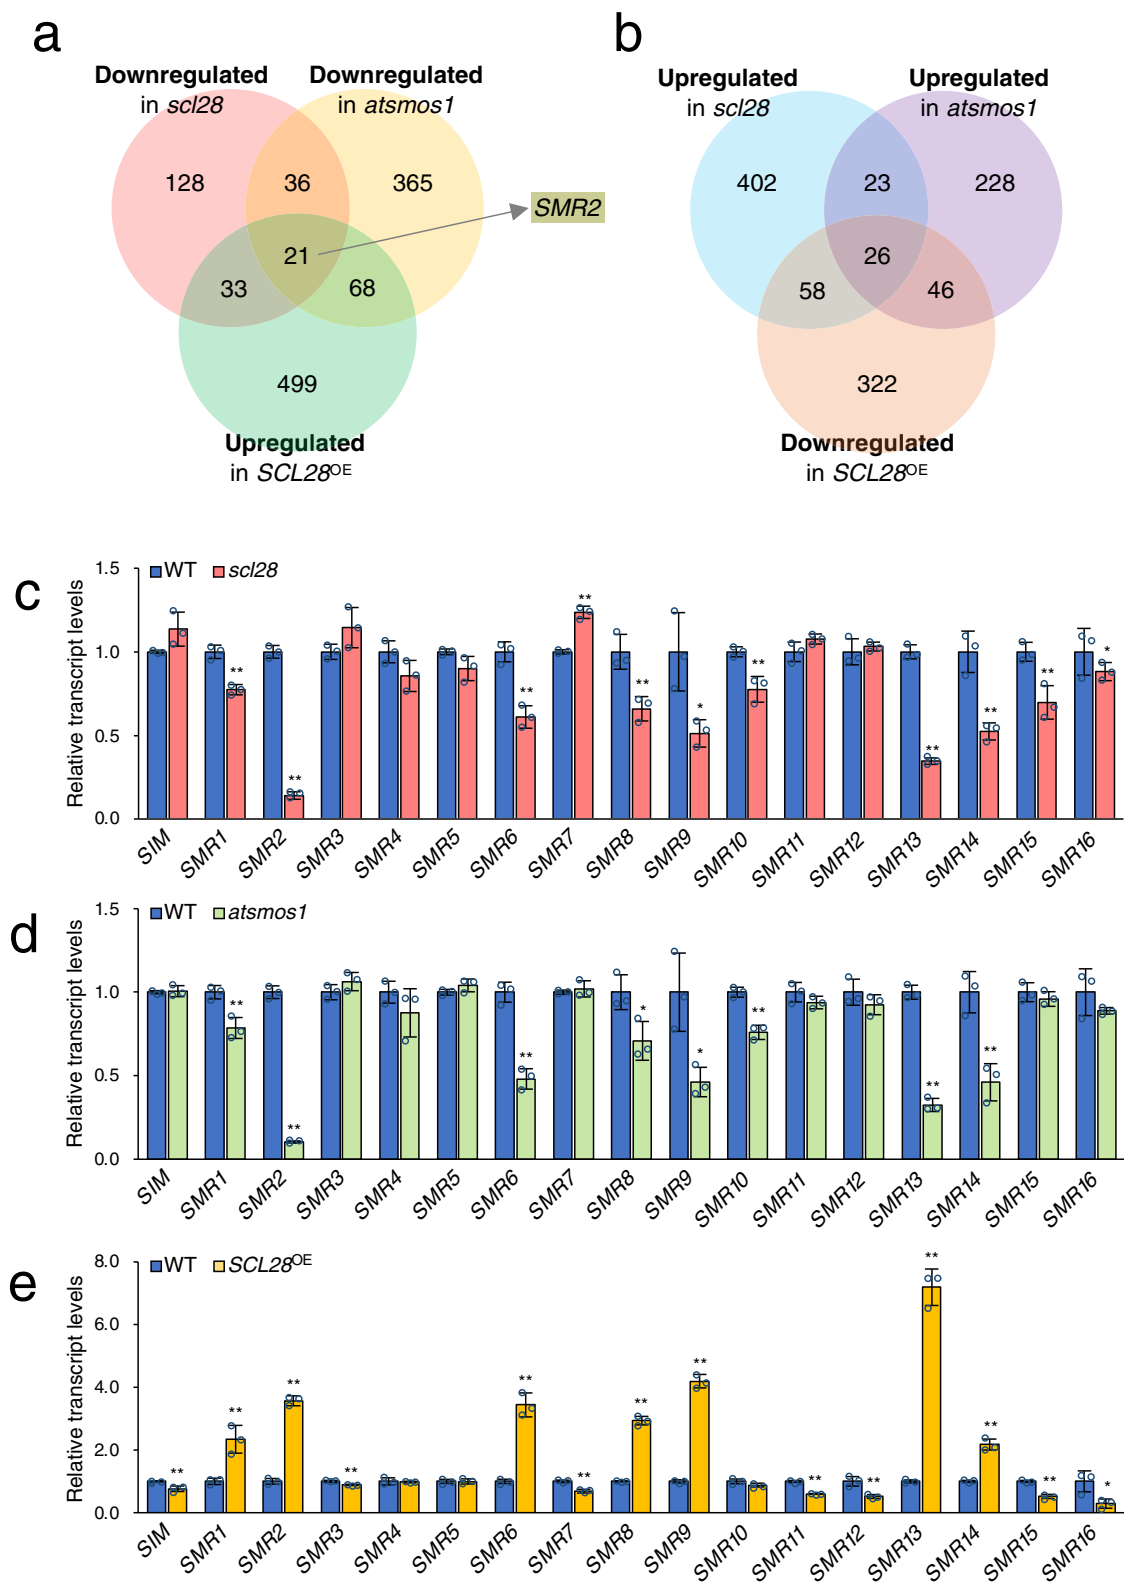 a
Downregulated
in scl28
Downregulated
in atsmos1
128
36
365
SMR2
21
33
68
499
Upregulated
in SCL28OE
b
Upregulated
in scl28
Upregulated
in atsmos1
402
23
228
26
58
46
322
Downregulated
in SCL28OE
c
Relative transcript levels
WT scl28
1.5
1.0
0.5
0.0
** ** ** ** ** * ** ** ** ** *
SIM SMR1 SMR2 SMR3 SMR4 SMR5 SMR6 SMR7 SMR8 SMR9 SMR10 SMR11 SMR12 SMR13 SMR14 SMR15 SMR16
d
Relative transcript levels
WT atsmos1
1.5
1.0
0.5
0.0
** ** ** * * ** ** **
SIM SMR1 SMR2 SMR3 SMR4 SMR5 SMR6 SMR7 SMR8 SMR9 SMR10 SMR11 SMR12 SMR13 SMR14 SMR15 SMR16
e
Relative transcript levels
WT SCL28OE
8.0
6.0
4.0
2.0
0.0
** ** ** ** ** ** ** ** ** ** ** ** ** *
SIM SMR1 SMR2 SMR3 SMR4 SMR5 SMR6 SMR7 SMR8 SMR9 SMR10 SMR11 SMR12 SMR13 SMR14 SMR15 SMR16